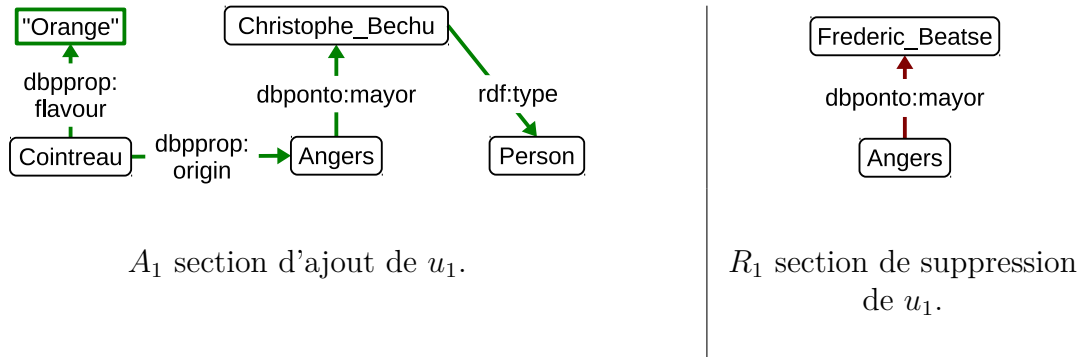 "Orange"
Christophe_Bechu
dbpprop:
flavour
dbponto:mayor
rdf:type
Cointreau
dbpprop:
origin
Angers
Person
A₁ section d'ajout de u₁.
Frederic_Beatse
dbponto:mayor
Angers
R₁ section de suppression
de u₁.